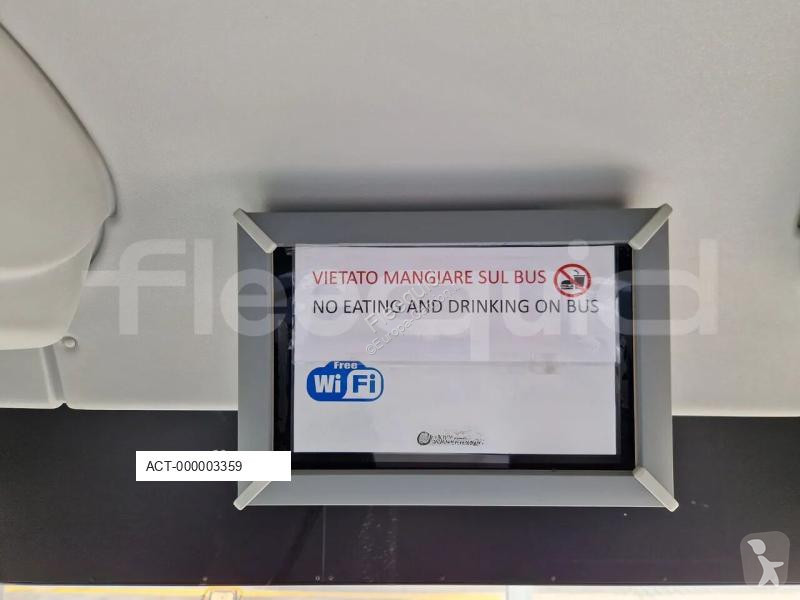 VIETATO MANGIARE SUL BUS
NO EATING AND DRINKING ON BUS
Free
WiFi
ACT-000003359